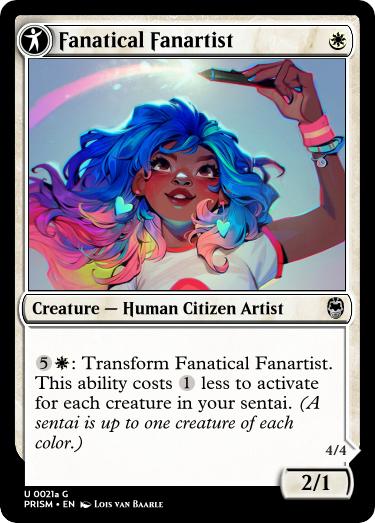 Fanatical Fanartist
Creature — Human Citizen Artist
5: Transform Fanatical Fanartist.
This ability costs 1 less to activate
for each creature in your sentai. (A
sentai is up to one creature of each
color.)
4/4
2/1
U 0021a G
PRISM • EN Lois van Baarle